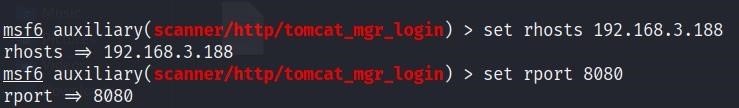 msf6 auxiliary(scanner/http/tomcat_mgr_login) > set rhosts 192.168.3.188
rhosts => 192.168.3.188
msf6 auxiliary(scanner/http/tomcat_mgr_login) > set rport 8080
rport => 8080